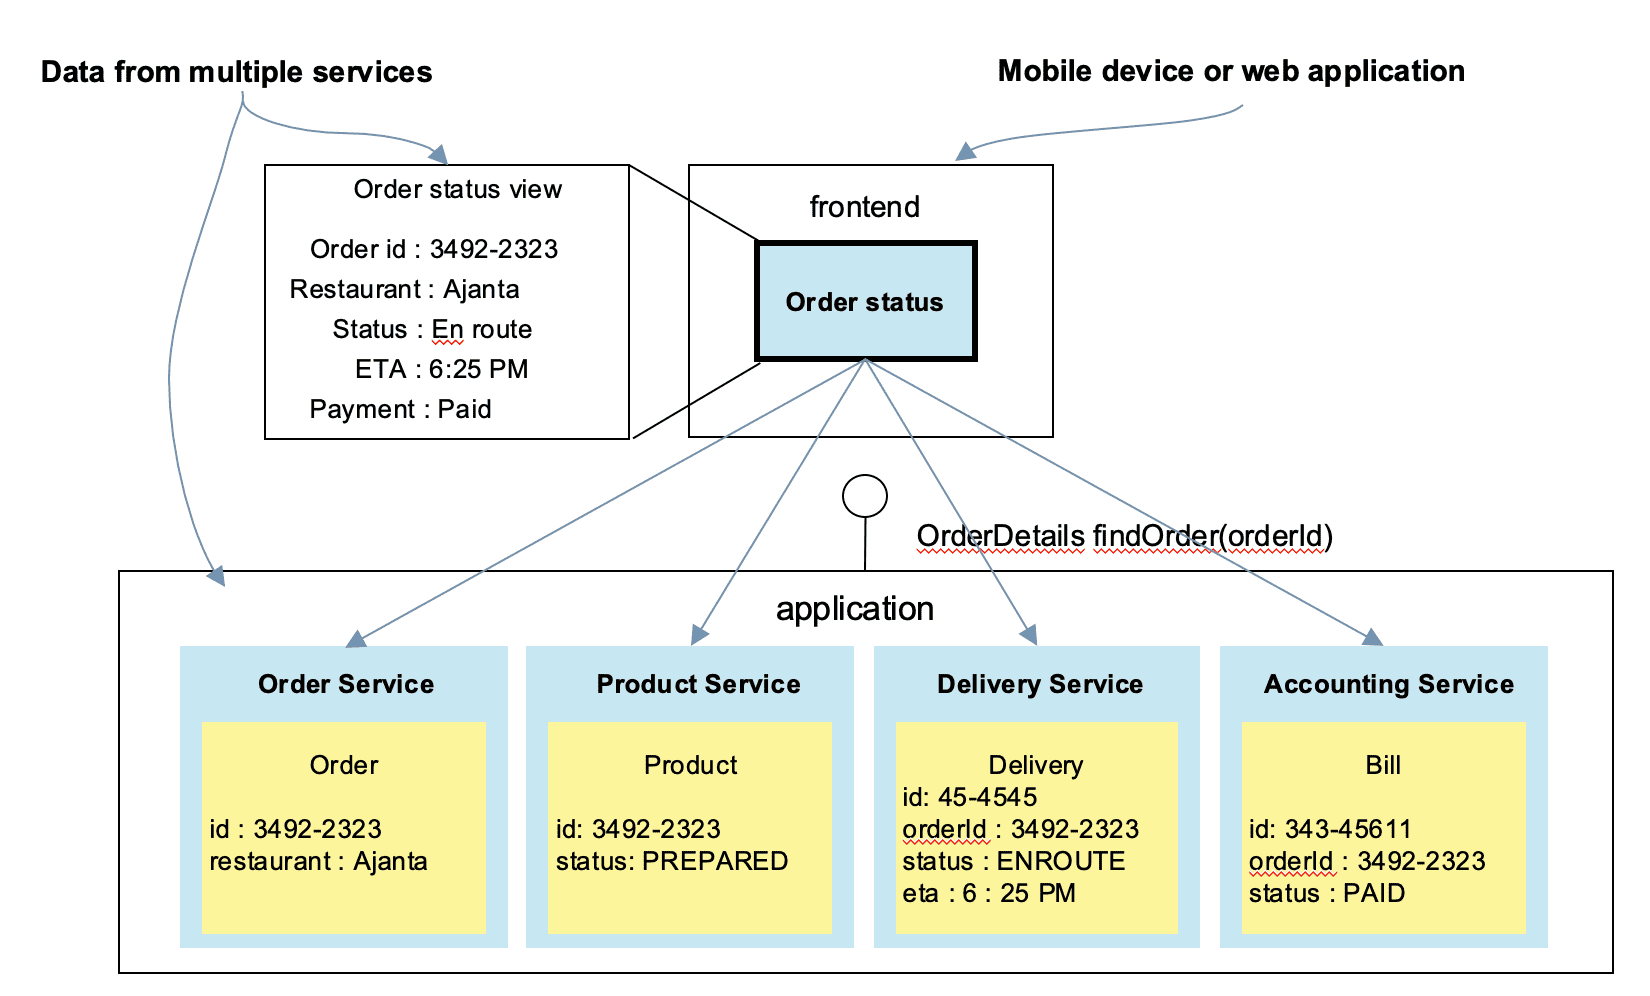 Data from multiple services
Mobile device or web application
Order status view
Order id : 3492-2323
Restaurant : Ajanta
Status : En route
ETA : 6:25 PM
Payment : Paid
frontend
Order status
OrderDetails findOrder(orderId)
application
Order Service
Order
id : 3492-2323
restaurant : Ajanta
Product Service
Product
id: 3492-2323
status: PREPARED
Delivery Service
Delivery
id: 45-4545
orderId : 3492-2323
status : ENROUTE
eta : 6 : 25 PM
Accounting Service
Bill
id: 343-45611
orderId : 3492-2323
status : PAID